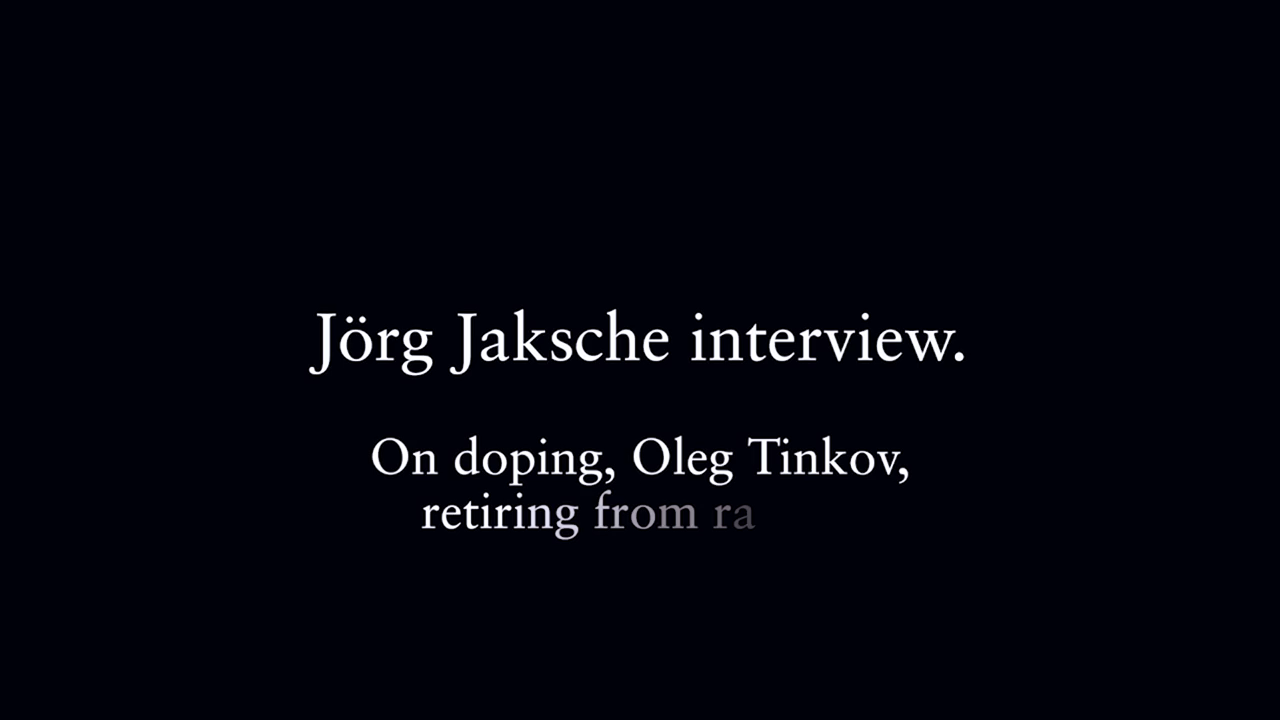 Jörg Jaksche interview.
On doping, Oleg Tinkov,
retiring from ra